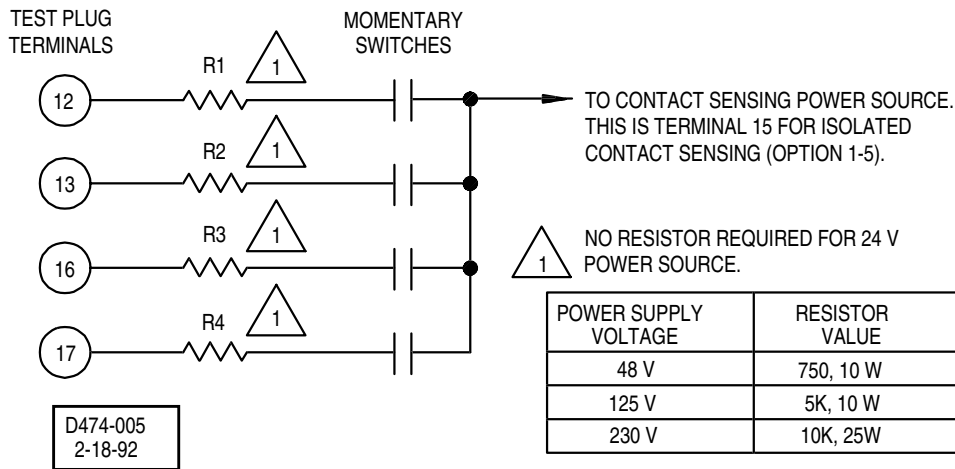 TEST PLUG
TERMINALS
MOMENTARY
SWITCHES
12
R1
1
TO CONTACT SENSING POWER SOURCE.
THIS IS TERMINAL 15 FOR ISOLATED
CONTACT SENSING (OPTION 1-5).
13
R2
1
16
R3
1
17
R4
1
1
NO RESISTOR REQUIRED FOR 24 V
POWER SOURCE.
POWER SUPPLY
VOLTAGE
RESISTOR
VALUE
48 V
750, 10 W
125 V
5K, 10 W
230 V
10K, 25W
D474-005
2-18-92